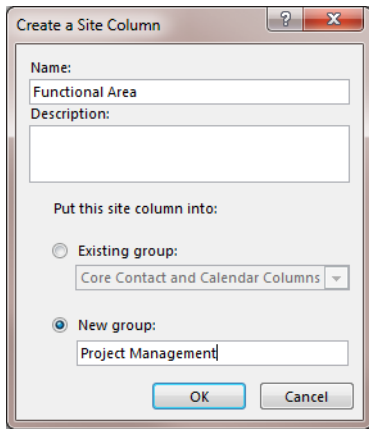 Create a Site Column
Name:
Functional Area
Description:
Put this site column into:
Existing group:
Core Contact and Calendar Columns
New group:
Project Management
OK Cancel